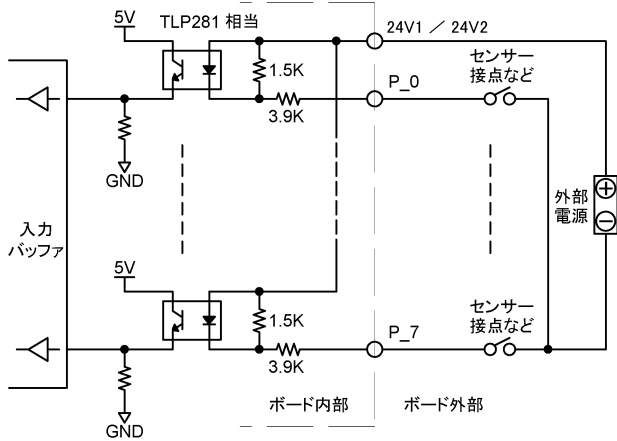 5V
TLP281 相当
24V1 ／ 24V2
1.5K
P_0
センサー
接点など
3.9K
GND
外部
電源
入力
バッファ
5V
1.5K
P_7
センサー
接点など
3.9K
GND
ボード内部
ボード外部